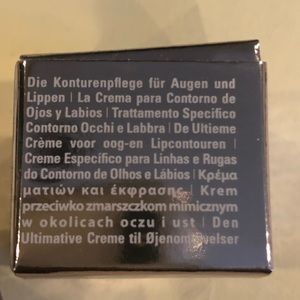 Die Konturenpflege für Augen und
Lippen | La Crema para Contorno de
Ojos y Labios | Trattamento Specifico
Contorno Occhi e Labbra | De Ultieme
Crème voor oog-en Lipcontouren |
Creme Específico para Linhas e Rugas
do Contorno de Olhos e Lábios | Κρέμα
ματιών και έκφρασης | Krem
przeciwko zmarszczkom mimicznym
w okolicach oczu i ust | Den
Ultimative Creme til